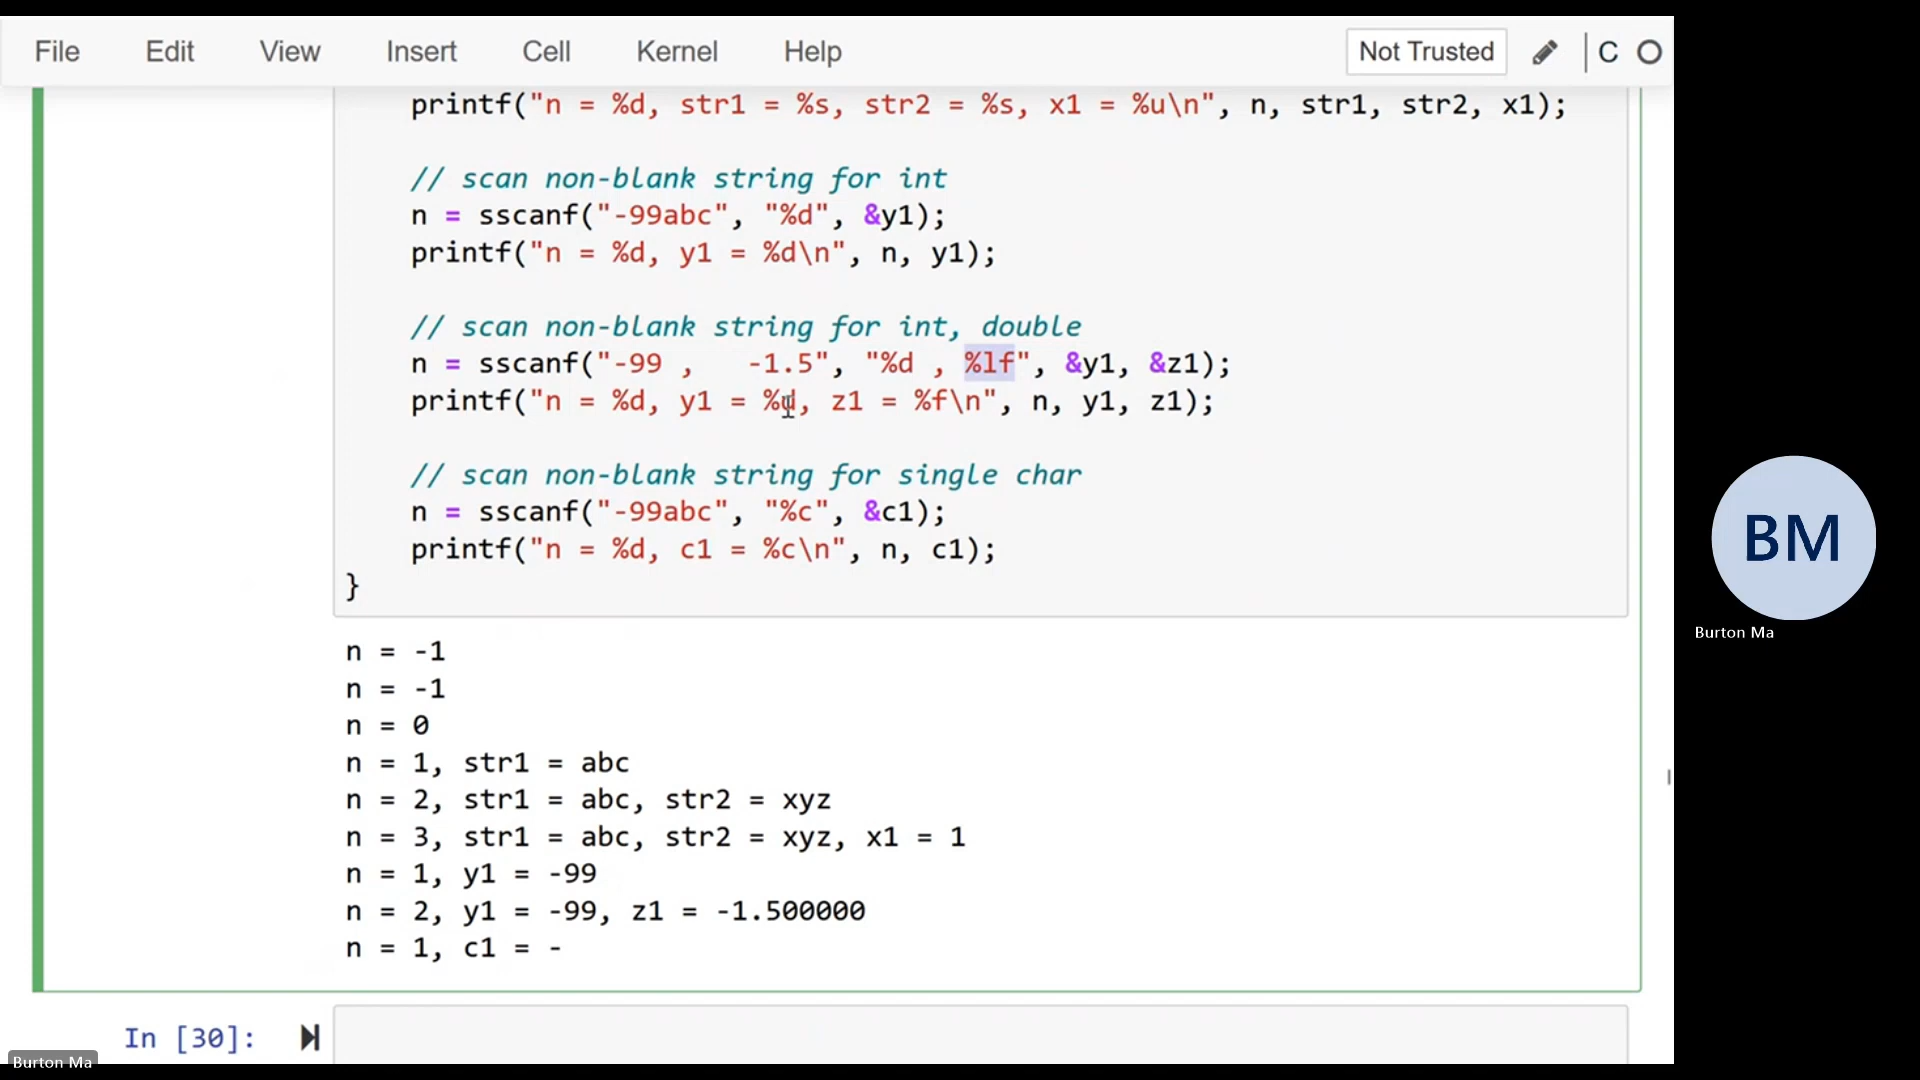 File Edit View Insert Cell Kernel Help Not Trusted C
printf("n = %d, str1 = %s, str2 = %s, x1 = %u\n", n, str1, str2, x1);
// scan non-blank string for int
n = sscanf("-99abc", "%d", &y1);
printf("n = %d, y1 = %d\n", n, y1);
// scan non-blank string for int, double
n = sscanf("-99 ,   -1.5", "%d , %lf", &y1, &z1);
printf("n = %d, y1 = %d, z1 = %f\n", n, y1, z1);
// scan non-blank string for single char
n = sscanf("-99abc", "%c", &c1);
printf("n = %d, c1 = %c\n", n, c1);
}
n = -1
n = -1
n = 0
n = 1, str1 = abc
n = 2, str1 = abc, str2 = xyz
n = 3, str1 = abc, str2 = xyz, x1 = 1
n = 1, y1 = -99
n = 2, y1 = -99, z1 = -1.500000
n = 1, c1 = -
In [30]:
Burton Ma
BM
Burton Ma